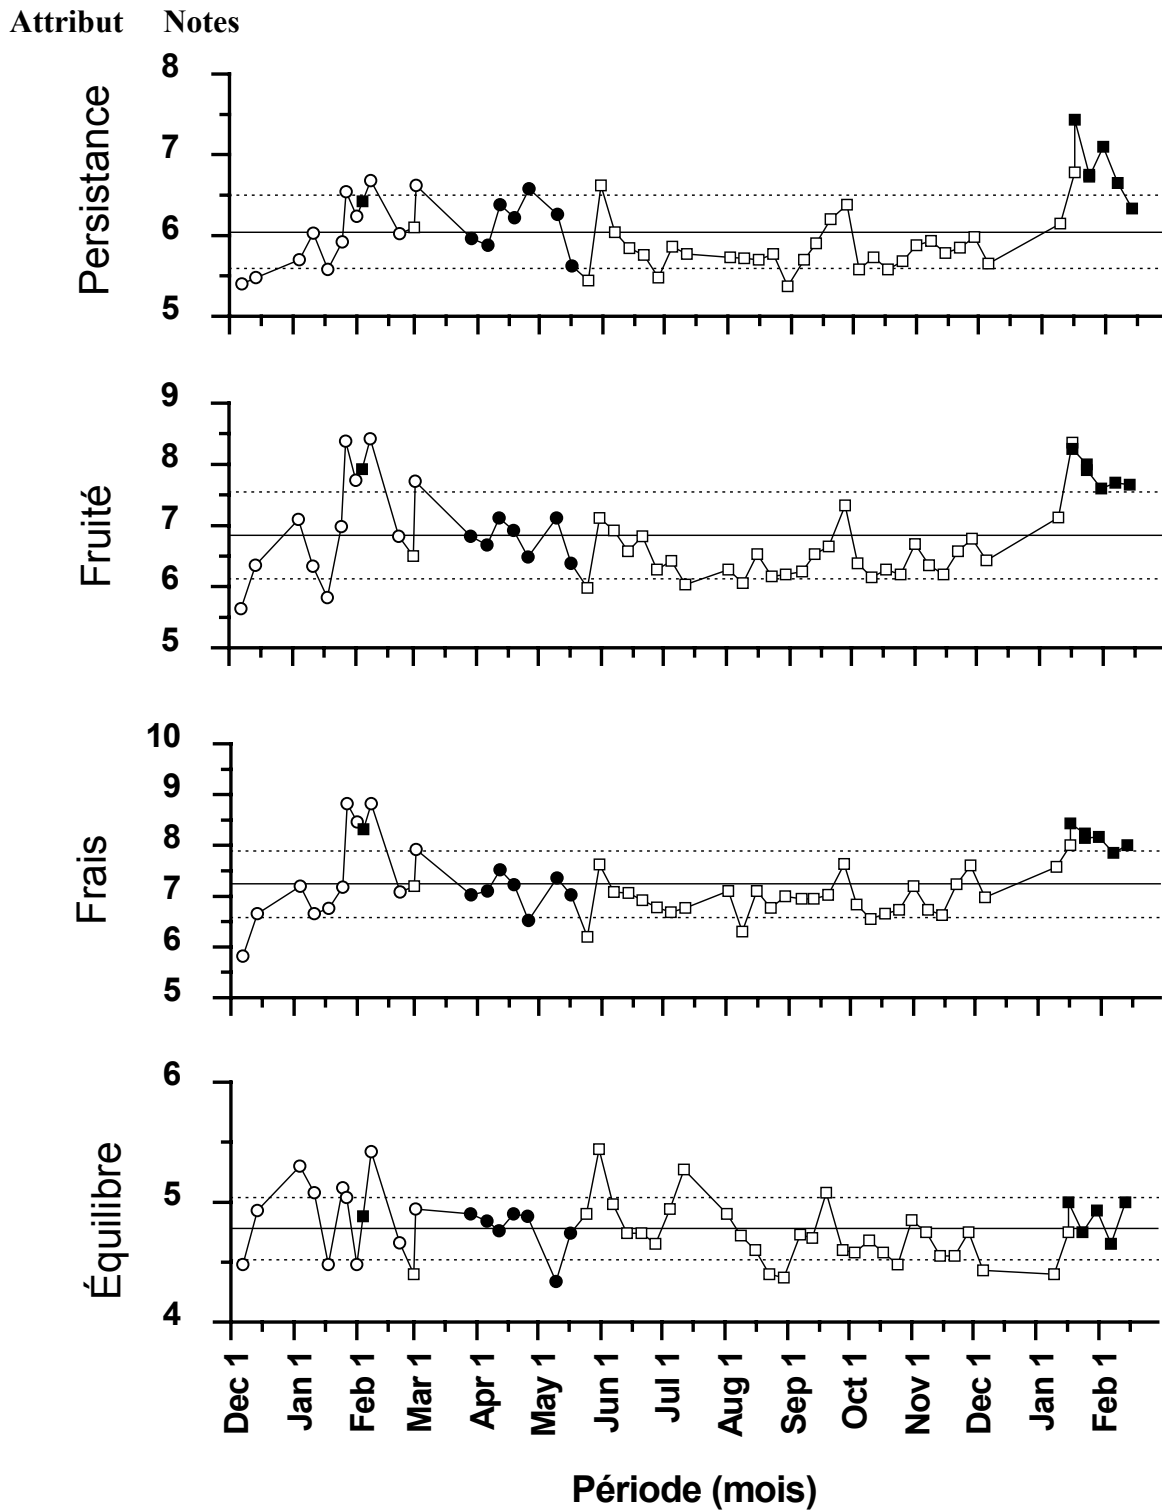 Attribut Notes
Persistance
8
7
6
5
Fruité
9
8
7
6
5
Frais
10
9
8
7
6
5
Équilibre
6
5
4
Dec 1 Jan 1 Feb 1 Mar 1 Apr 1 May 1 Jun 1 Jul 1 Aug 1 Sep 1 Oct 1 Nov 1 Dec 1 Jan 1 Feb 1
Période (mois)